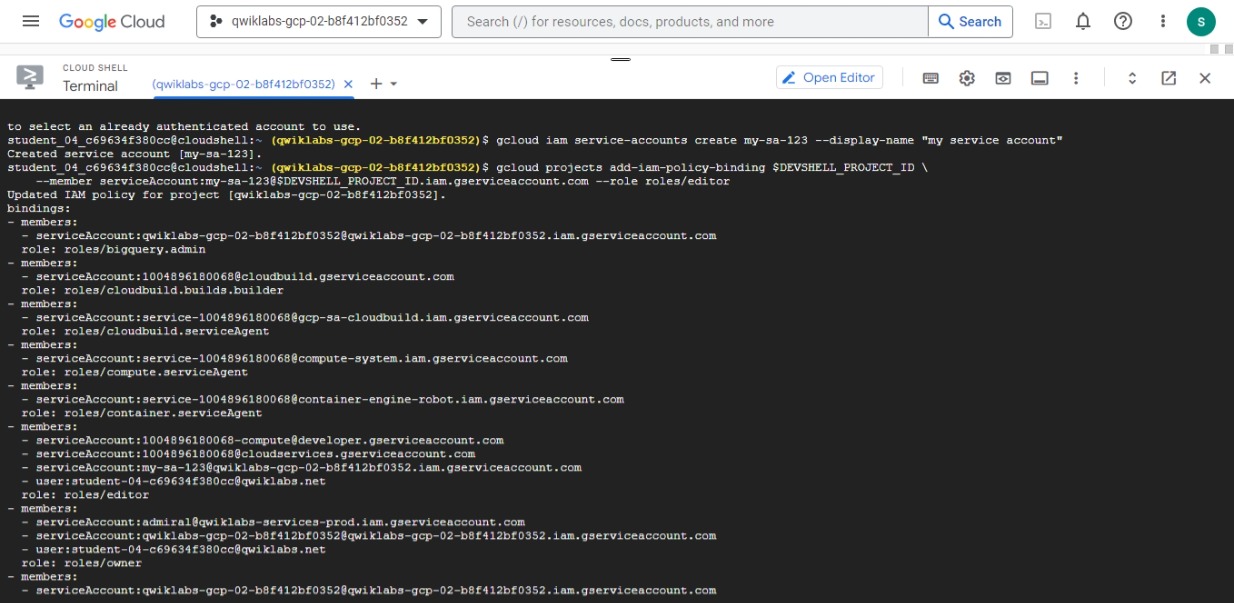 Google Cloud
qwiklabs-gcp-02-b8f412bf0352
Search (/) for resources, docs, products, and more
Search
S
CLOUD SHELL
Terminal
(qwiklabs-gcp-02-b8f412bf0352)
Open Editor
to select an already authenticated account to use.
student_04_c69634f380cc@cloudshell:~ (qwiklabs-gcp-02-b8f412bf0352)$ gcloud iam service-accounts create my-sa-123 --display-name "my service account"
Created service account [my-sa-123].
student_04_c69634f380cc@cloudshell:~ (qwiklabs-gcp-02-b8f412bf0352)$ gcloud projects add-iam-policy-binding $DEVSHELL_PROJECT_ID \
--member serviceAccount:my-sa-123@$DEVSHELL_PROJECT_ID.iam.gserviceaccount.com --role roles/editor
Updated IAM policy for project [qwiklabs-gcp-02-b8f412bf0352].
bindings:
- members:
- serviceAccount:qwiklabs-gcp-02-b8f412bf0352@qwiklabs-gcp-02-b8f412bf0352.iam.gserviceaccount.com
role: roles/bigquery.admin
- members:
- serviceAccount:1004896180068@cloudbuild.gserviceaccount.com
role: roles/cloudbuild.builds.builder
- members:
- serviceAccount:service-1004896180068@gcp-sa-cloudbuild.iam.gserviceaccount.com
role: roles/cloudbuild.serviceAgent
- members:
- serviceAccount:service-1004896180068@compute-system.iam.gserviceaccount.com
role: roles/compute.serviceAgent
- members:
- serviceAccount:service-1004896180068@container-engine-robot.iam.gserviceaccount.com
role: roles/container.serviceAgent
- members:
- serviceAccount:1004896180068-compute@developer.gserviceaccount.com
- serviceAccount:1004896180068@cloudservices.gserviceaccount.com
- serviceAccount:my-sa-123@qwiklabs-gcp-02-b8f412bf0352.iam.gserviceaccount.com
- user:student-04-c69634f380cc@qwiklabs.net
role: roles/editor
- members:
- serviceAccount:admiral@qwiklabs-services-prod.iam.gserviceaccount.com
- serviceAccount:qwiklabs-gcp-02-b8f412bf0352@qwiklabs-gcp-02-b8f412bf0352.iam.gserviceaccount.com
- user:student-04-c69634f380cc@qwiklabs.net
role: roles/owner
- members:
- serviceAccount:qwiklabs-gcp-02-b8f412bf0352@qwiklabs-gcp-02-b8f412bf0352.iam.gserviceaccount.com